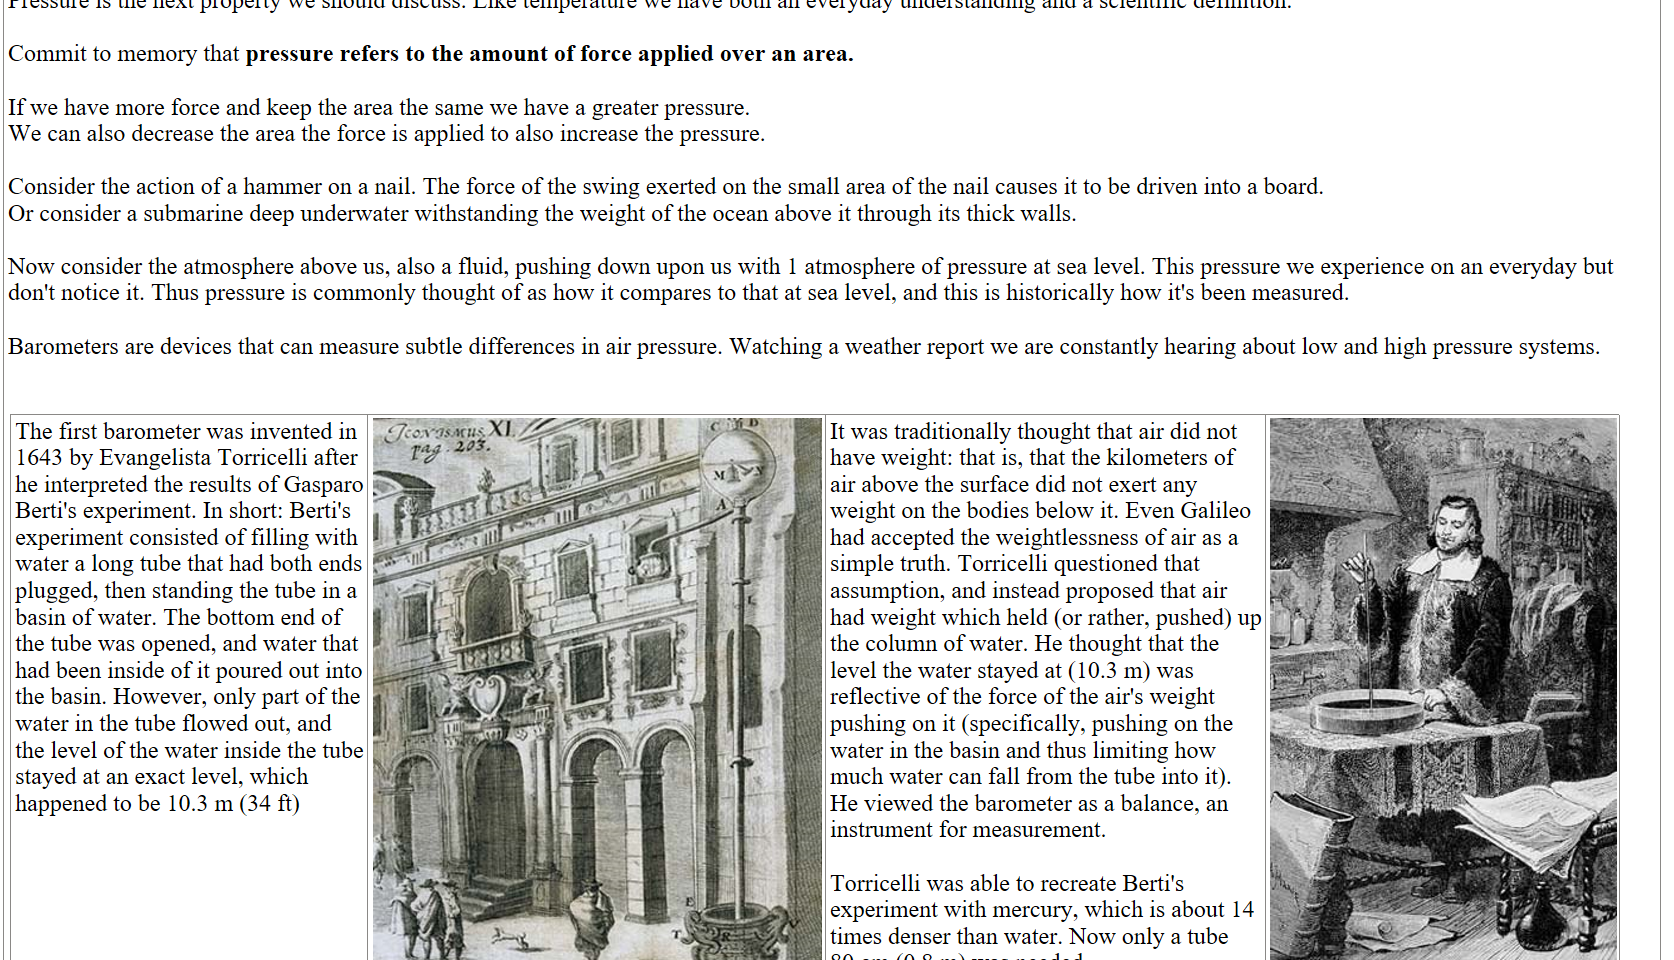 Pressure is the next property we should discuss. Like temperature we have both an everyday understanding and a scientific definition.
Commit to memory that pressure refers to the amount of force applied over an area.
If we have more force and keep the area the same we have a greater pressure.
We can also decrease the area the force is applied to also increase the pressure.
Consider the action of a hammer on a nail. The force of the swing exerted on the small area of the nail causes it to be driven into a board.
Or consider a submarine deep underwater withstanding the weight of the ocean above it through its thick walls.
Now consider the atmosphere above us, also a fluid, pushing down upon us with 1 atmosphere of pressure at sea level. This pressure we experience on an everyday but
don't notice it. Thus pressure is commonly thought of as how it compares to that at sea level, and this is historically how it's been measured.
Barometers are devices that can measure subtle differences in air pressure. Watching a weather report we are constantly hearing about low and high pressure systems.
The first barometer was invented in
1643 by Evangelista Torricelli after
he interpreted the results of Gasparo
Berti's experiment. In short: Berti's
experiment consisted of filling with
water a long tube that had both ends
plugged, then standing the tube in a
basin of water. The bottom end of
the tube was opened, and water that
had been inside of it poured out into
the basin. However, only part of the
water in the tube flowed out, and
the level of the water inside the tube
stayed at an exact level, which
happened to be 10.3 m (34 ft)
XI
pag. 203.
C M D
M N
A
L
E
T R V
It was traditionally thought that air did not
have weight: that is, that the kilometers of
air above the surface did not exert any
weight on the bodies below it. Even Galileo
had accepted the weightlessness of air as a
simple truth. Torricelli questioned that
assumption, and instead proposed that air
had weight which held (or rather, pushed) up
the column of water. He thought that the
level the water stayed at (10.3 m) was
reflective of the force of the air's weight
pushing on it (specifically, pushing on the
water in the basin and thus limiting how
much water can fall from the tube into it).
He viewed the barometer as a balance, an
instrument for measurement.
Torricelli was able to recreate Berti's
experiment with mercury, which is about 14
times denser than water. Now only a tube
80 cm (0.8 m) was needed